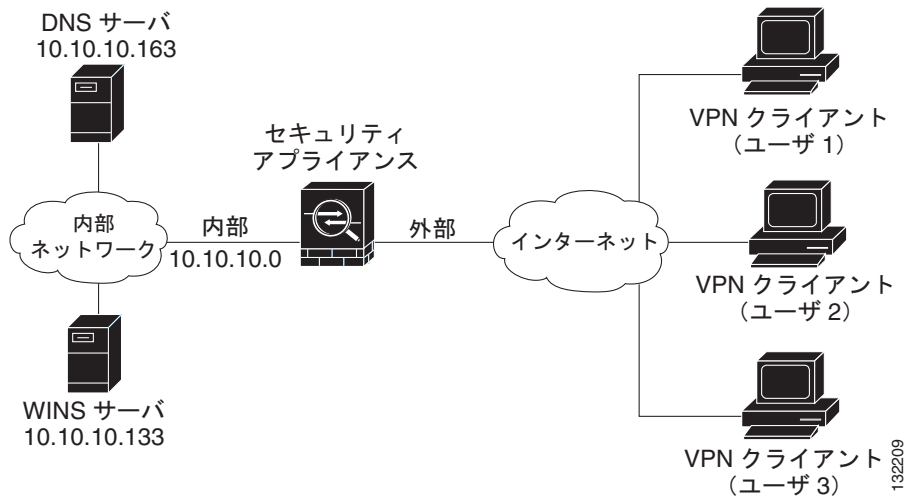 DNS サーバ
10.10.10.163
セキュリティ
アプライアンス
内部
ネットワーク
内部
10.10.10.0
外部
インターネット
WINS サーバ
10.10.10.133
VPN クライアント
（ユーザ 1）
VPN クライアント
（ユーザ 2）
VPN クライアント
（ユーザ 3）
132209